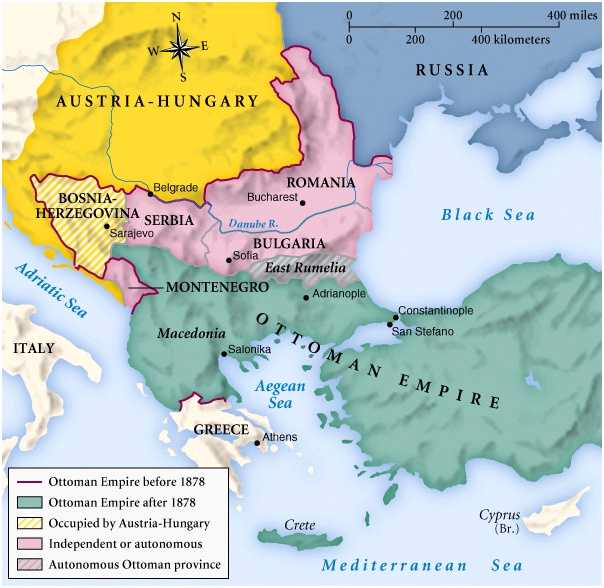 N
W E
S
0 200 400 miles
0 200 400 kilometers
RUSSIA
AUSTRIA-HUNGARY
Belgrade
ROMANIA
Bucharest
BOSNIA-
HERZEGOVINA
SERBIA
Sarajevo
Danube R.
Black Sea
BULGARIA
Sofia
East Rumelia
Adriatic Sea
MONTENEGRO
Adrianople
Constantinople
San Stefano
Macedonia
OTTOMAN EMPIRE
ITALY
Salonika
Aegean
Sea
GREECE
Athens
Ottoman Empire before 1878
Ottoman Empire after 1878
Occupied by Austria-Hungary
Independent or autonomous
Autonomous Ottoman province
Crete
Cyprus
(Br.)
Mediterranean Sea